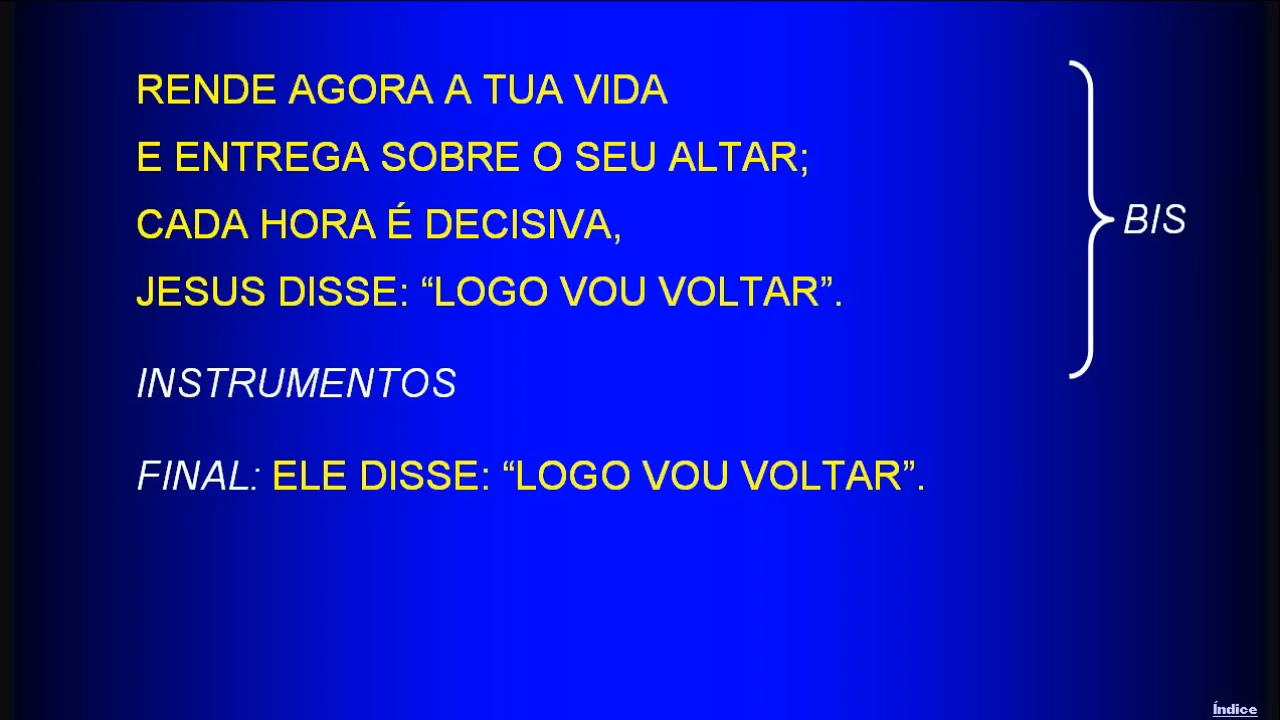 RENDE AGORA A TUA VIDA
E ENTREGA SOBRE O SEU ALTAR;
CADA HORA É DECISIVA,
JESUS DISSE: “LOGO VOU VOLTAR”.
BIS
INSTRUMENTOS
FINAL: ELE DISSE: “LOGO VOU VOLTAR”.
Índice